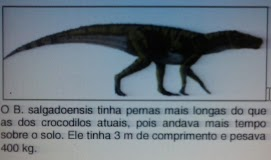 O B. salgadoensis tinha pernas mais longas do que
as dos crocodilos atuais, pois andava mais tempo
sobre o solo. Ele tinha 3 m de comprimento e pesava
400 kg.